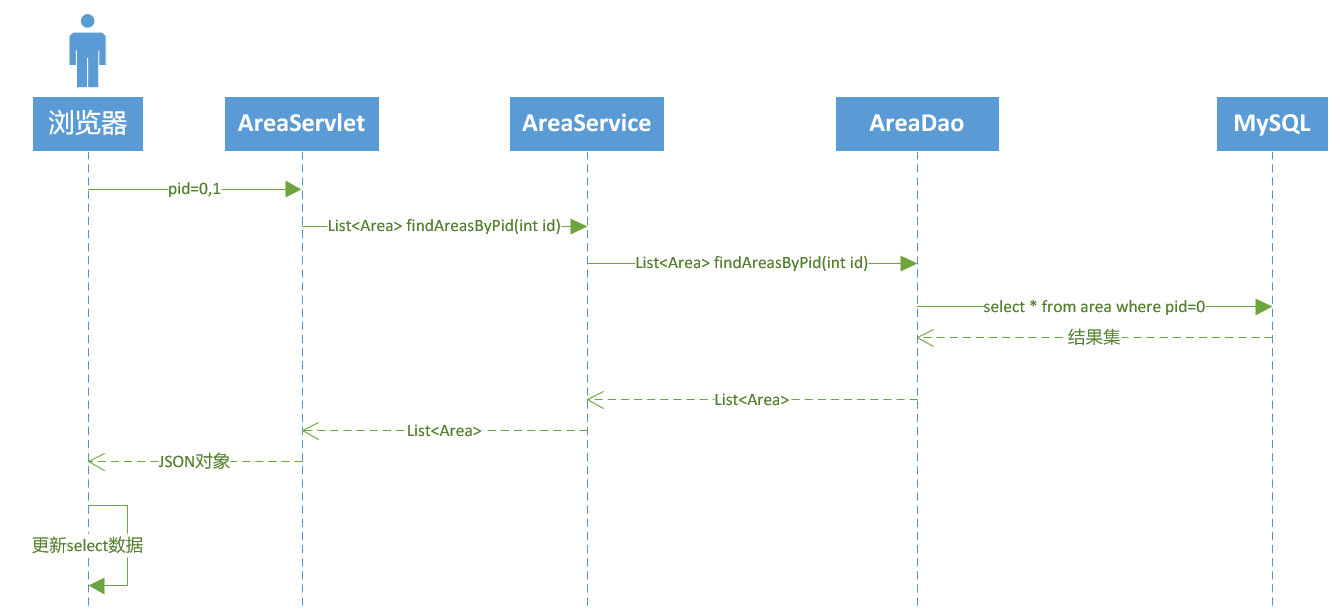 浏览器
AreaServlet
AreaService
AreaDao
MySQL
pid=0,1
List<Area> findAreasByPid(int id)
List<Area> findAreasByPid(int id)
select * from area where pid=0
结果集
List<Area>
List<Area>
JSON对象
更新select数据